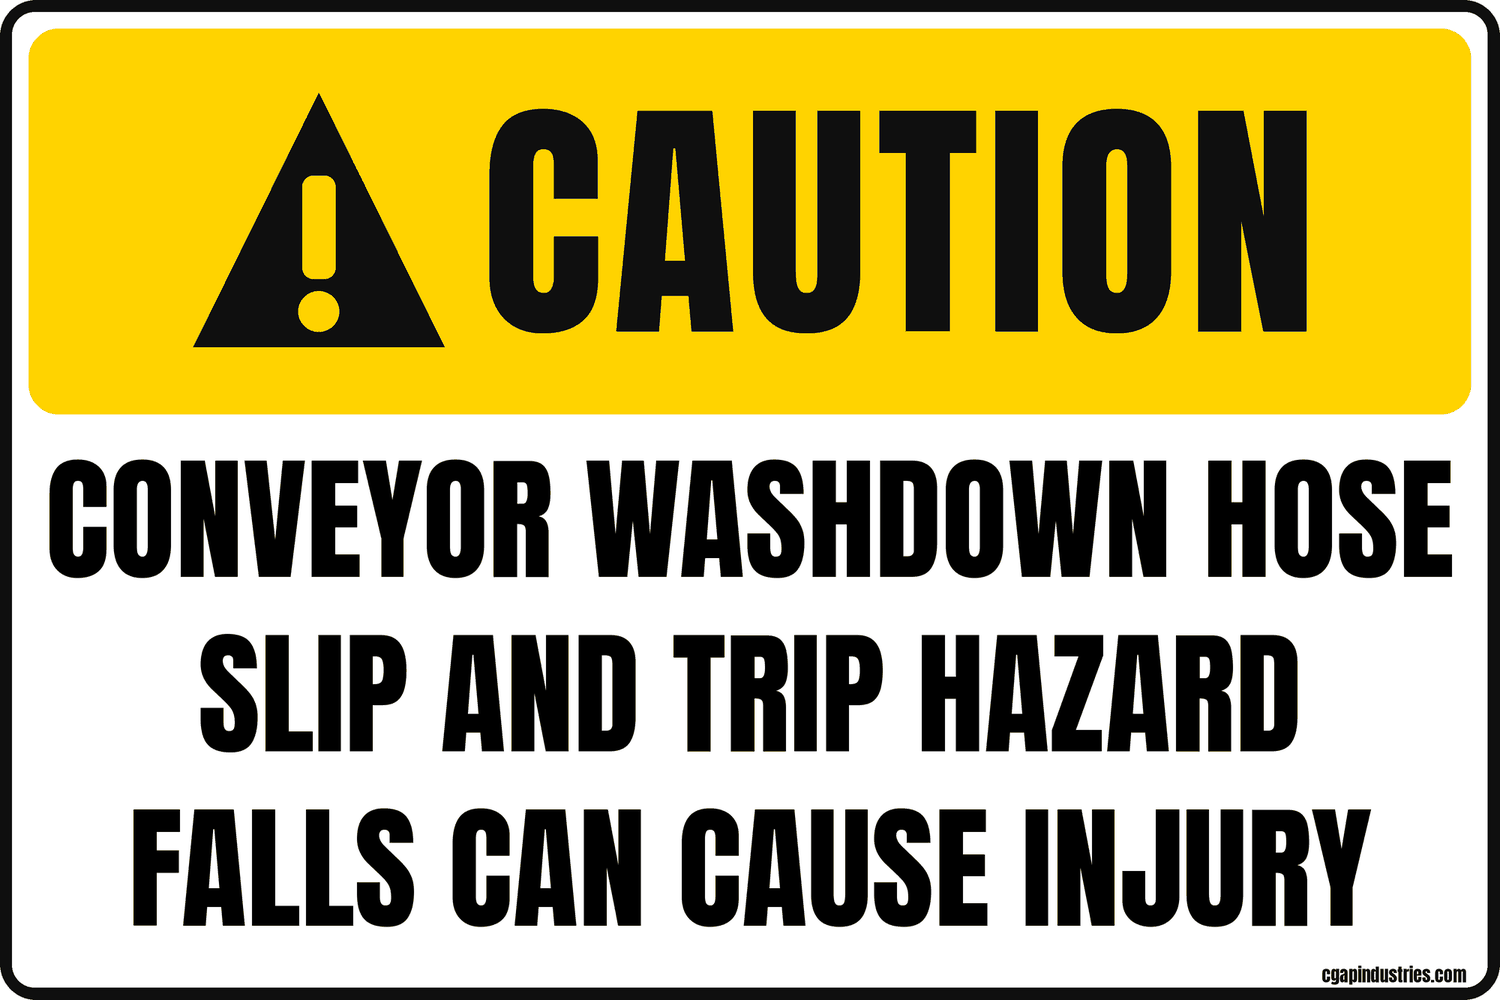 CAUTION
CONVEYOR WASHDOWN HOSE
SLIP AND TRIP HAZARD
FALLS CAN CAUSE INJURY
cgapindustries.com